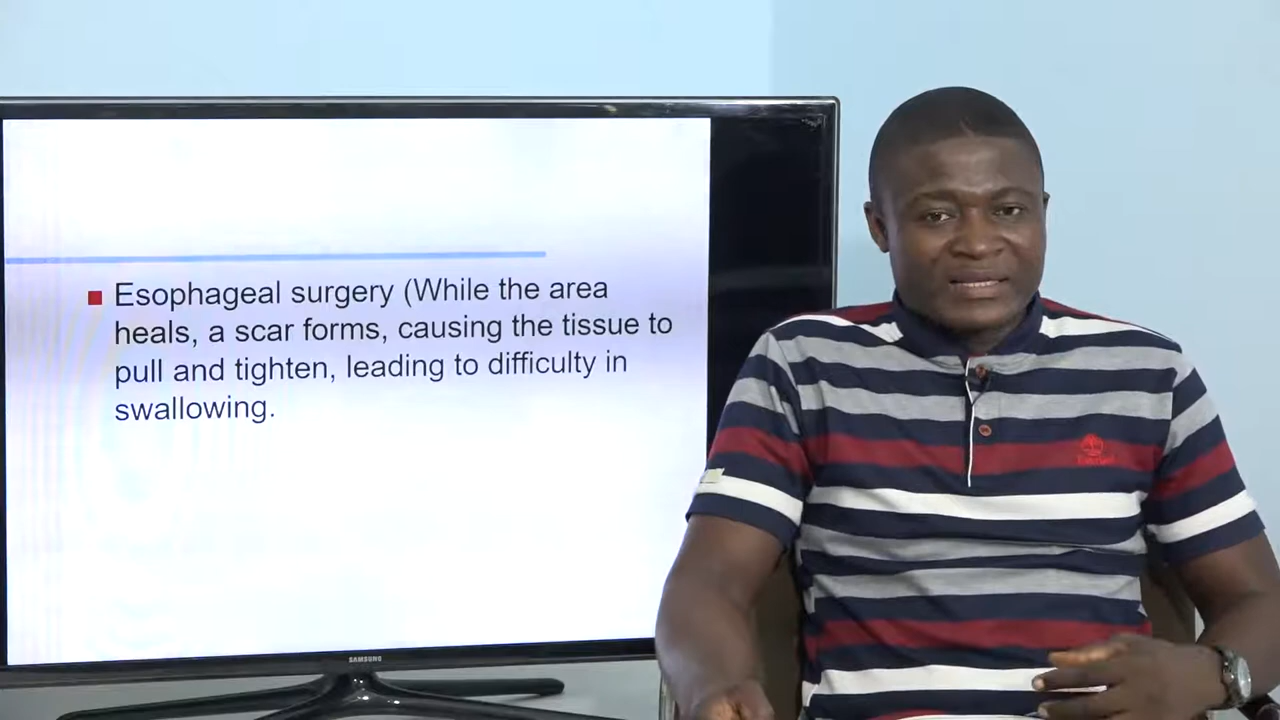 Esophageal surgery (While the area
heals, a scar forms, causing the tissue to
pull and tighten, leading to difficulty in
swallowing.
SAMSUNG